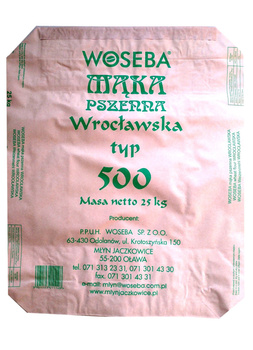 WOSEBA®
MĄKA
PSZENNA
Wrocławska
typ
500
Masa netto 25 kg
Producent:
P.P.U.H. WOSEBA SP. Z O.O.
63-430 Odolanów, ul. Krotoszyńska 150
MŁYN JACZKOWICE
55-200 OŁAWA
tel. 071 313 23 31, 071 301 43 30
fax. 071 301 43 31
e-mail: mlyn@woseba.com.pl
www.mlynjaczkowice.pl
25 kg